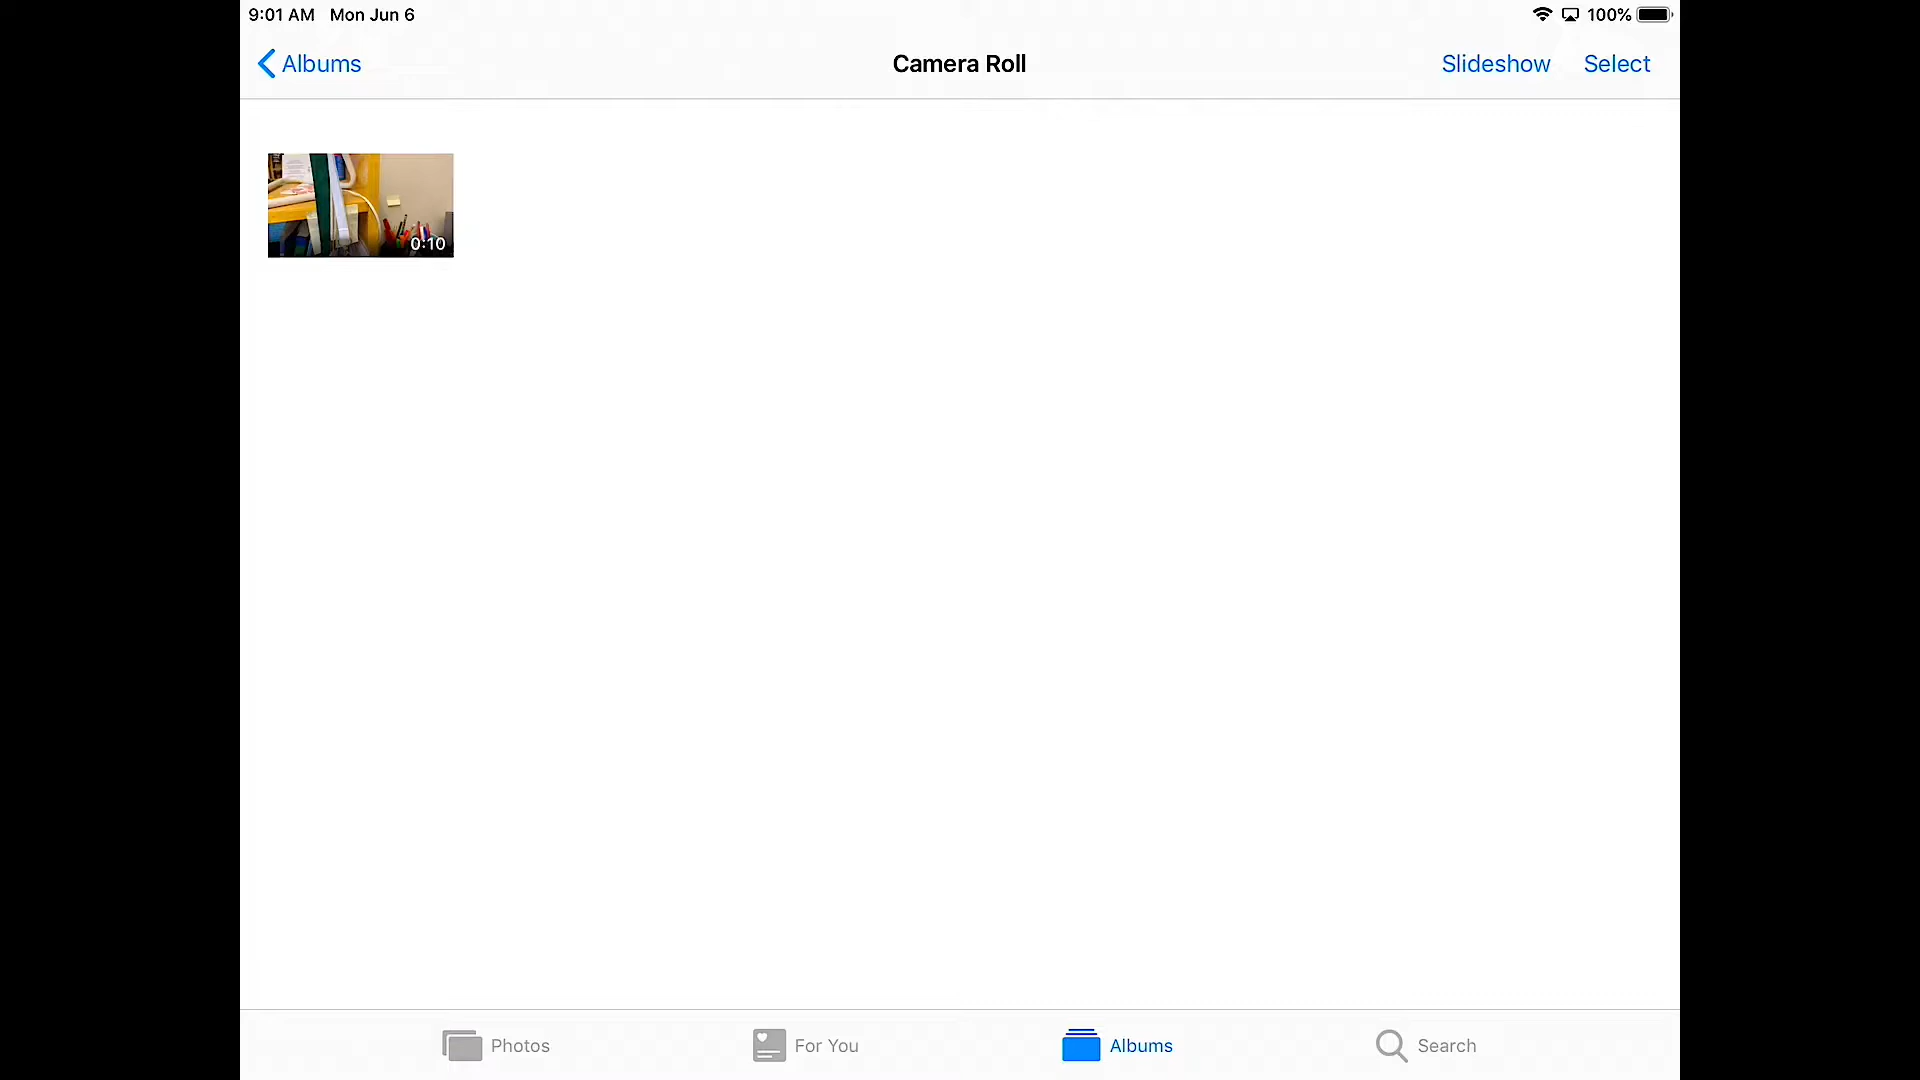 9:01 AM Mon Jun 6 100%
Albums Camera Roll Slideshow Select
0:10
Photos For You Albums Search